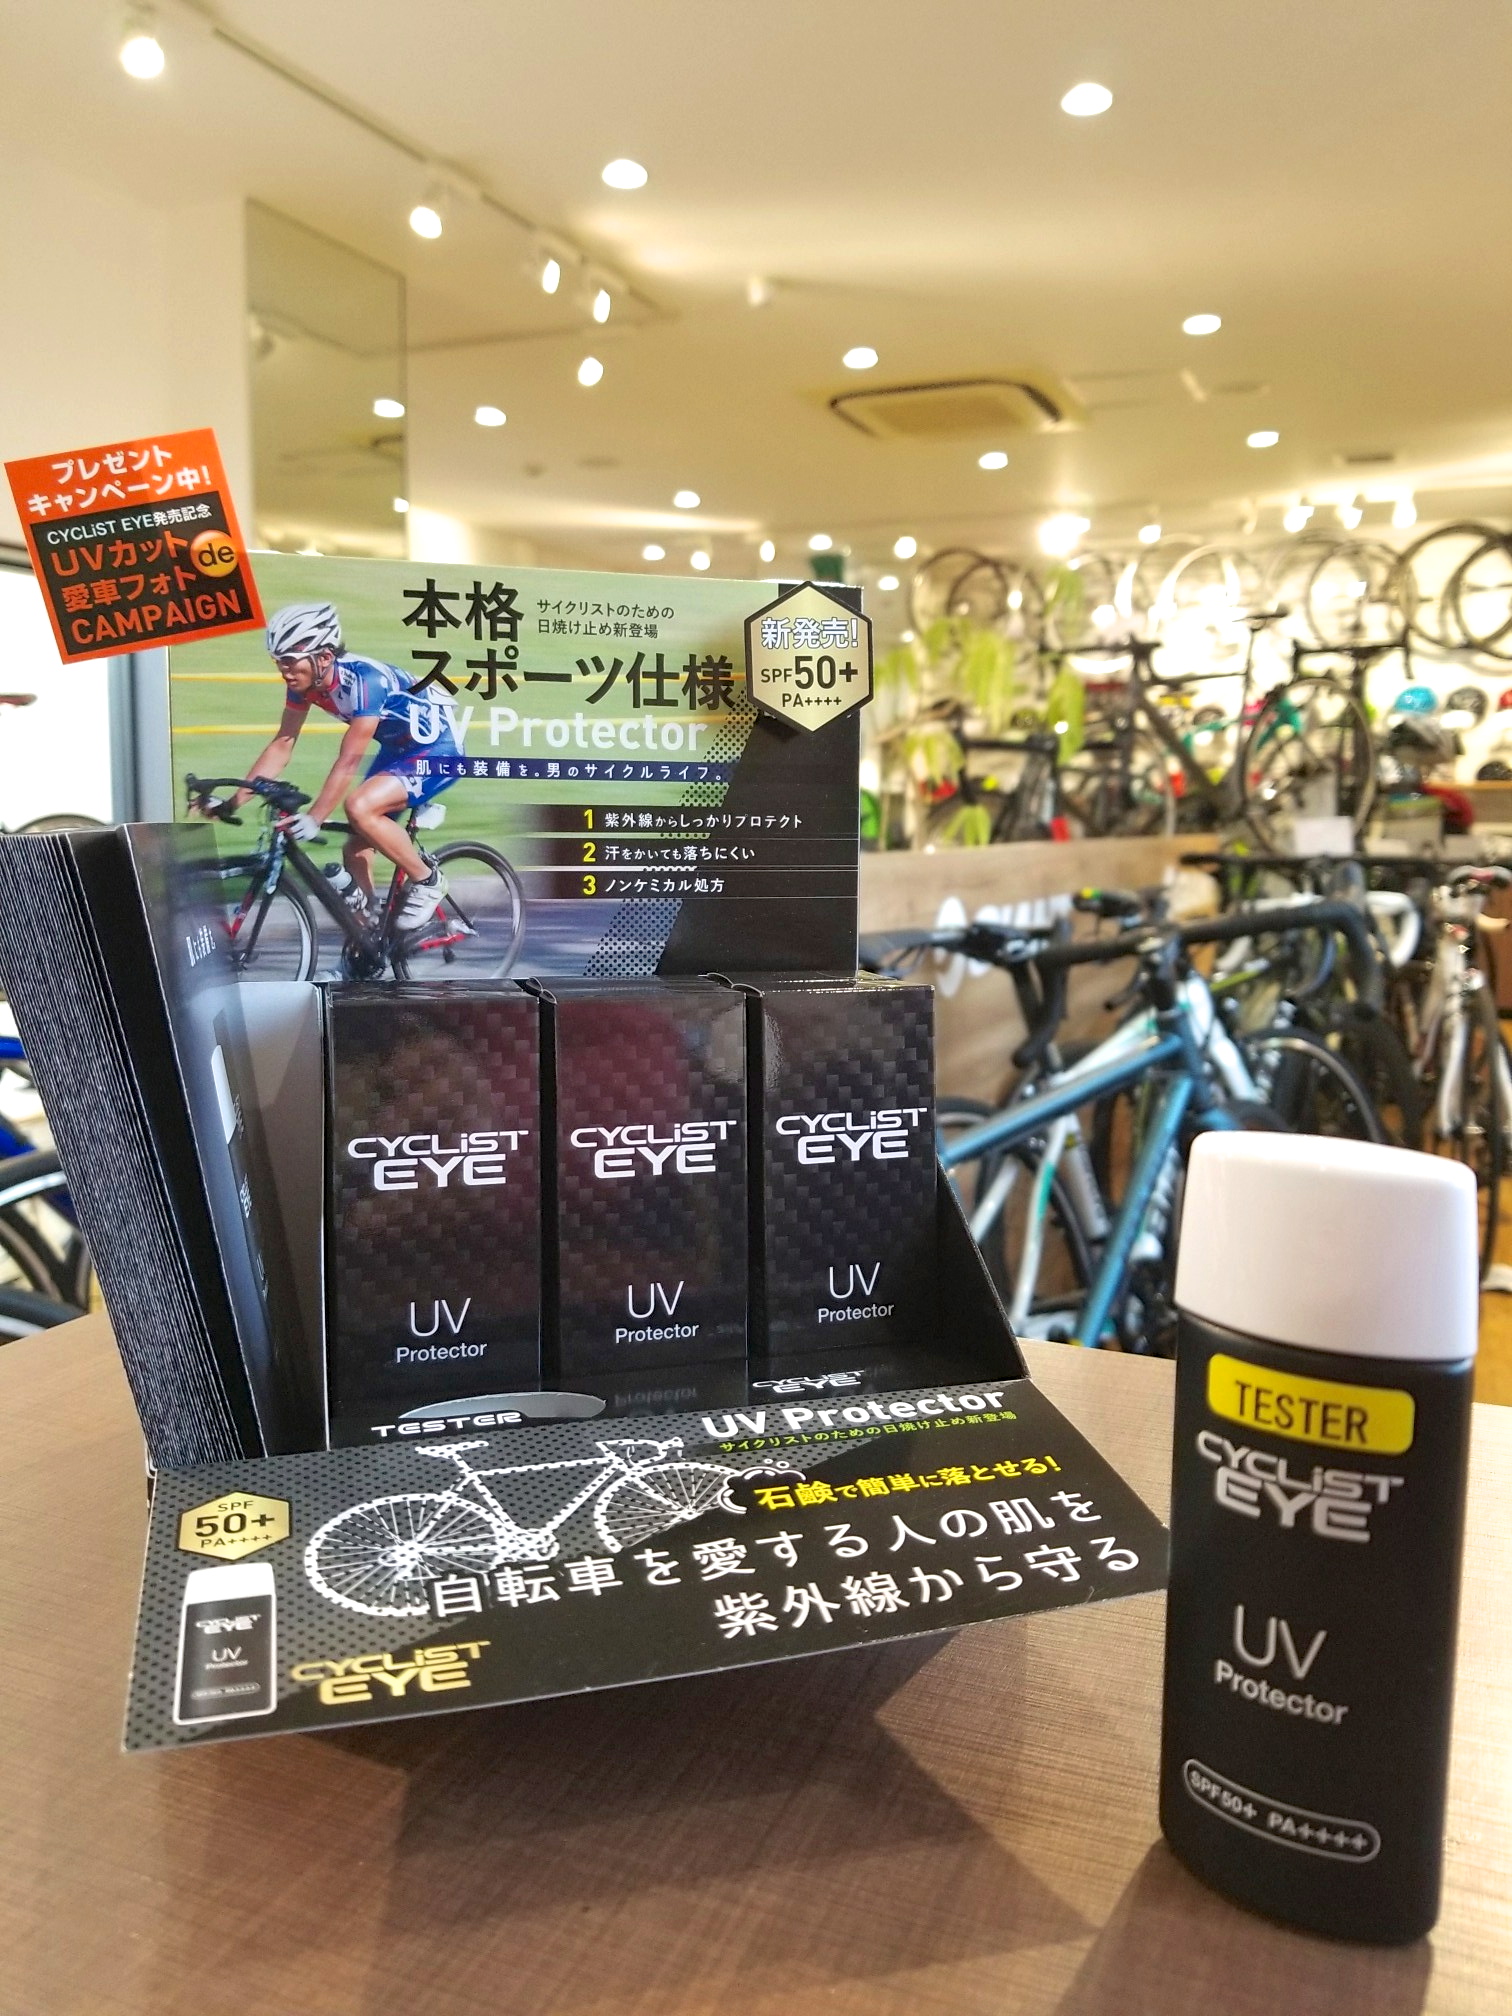 プレゼント
キャンペーン中!
CYCLiST EYE発売記念
UVカット de
愛車フォト
CAMPAIGN
本格
サイクリストのための
日焼け止め新登場
スポーツ仕様
新発売!
SPF50+
PA++++
UV Protector
肌にも装備を。男のサイクルライフ。
1 紫外線からしっかりプロテクト
2 汗をかいても落ちにくい
3 ノンケミカル処方
CYCLiST
EYE
UV
Protector
CYCLiST
EYE
UV
Protector
CYCLiST
EYE
UV
Protector
TESTER
Protector
CYCLiST
EYE
UV Protector
サイクリストのための日焼け止め新登場
石鹸で簡単に落とせる!
SPF
50+
PA++++
自転車を愛する人の肌を
紫外線から守る
CYCLiST
EYE
UV
Protector
CYCLiST
EYE
TESTER
CYCLiST
EYE
UV
Protector
SPF50+ PA++++